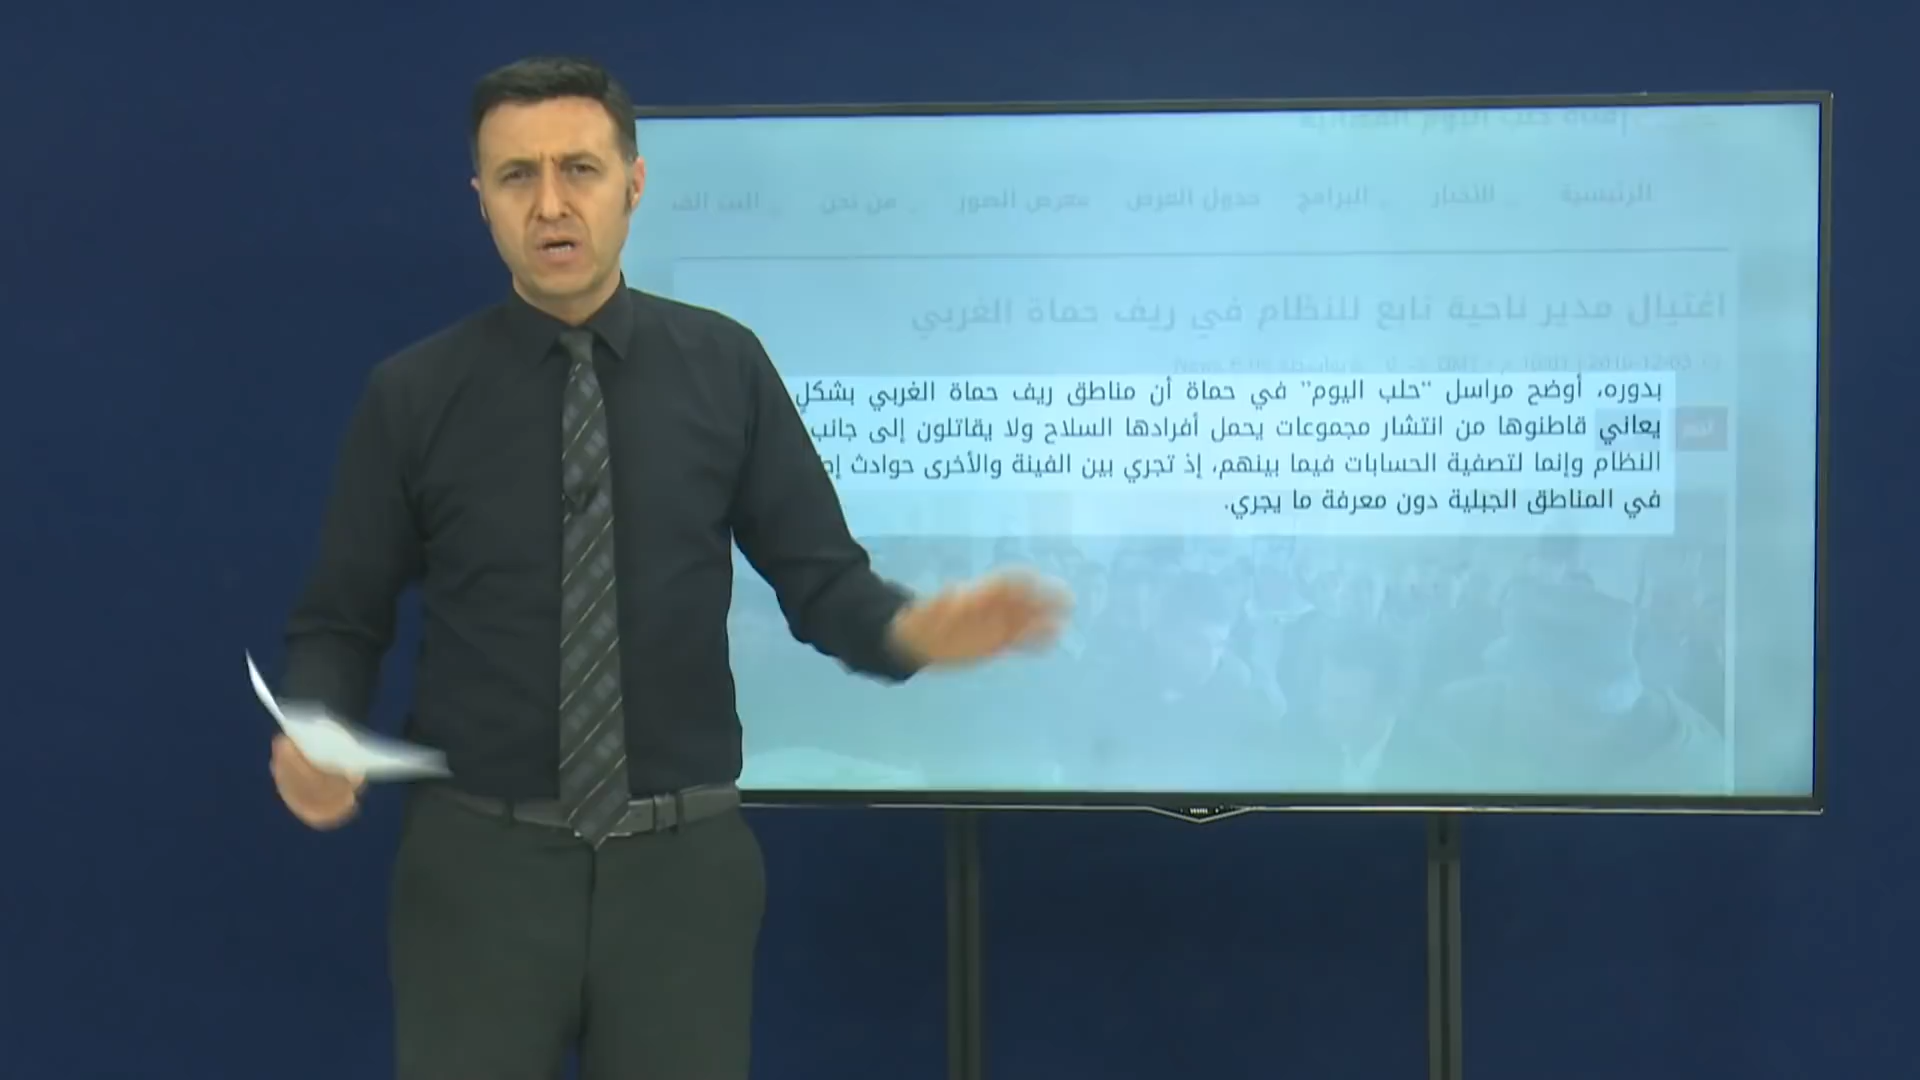 الرئيسية الأخبار البرامج جدول العرض معرض الصور من نحن
اغتيال مدير ناحية تابع للنظام في ريف حماة الغربي
بدوره، أوضح مراسل "حلب اليوم" في حماة أن مناطق ريف حماة الغربي بشكلٍ
يعاني قاطنوها من انتشار مجموعات يحمل أفرادها السلاح ولا يقاتلون إلى جانب
النظام وإنما لتصفية الحسابات فيما بينهم، إذ تجري بين الفينة والأخرى حوادث
في المناطق الجبلية دون معرفة ما يجري.